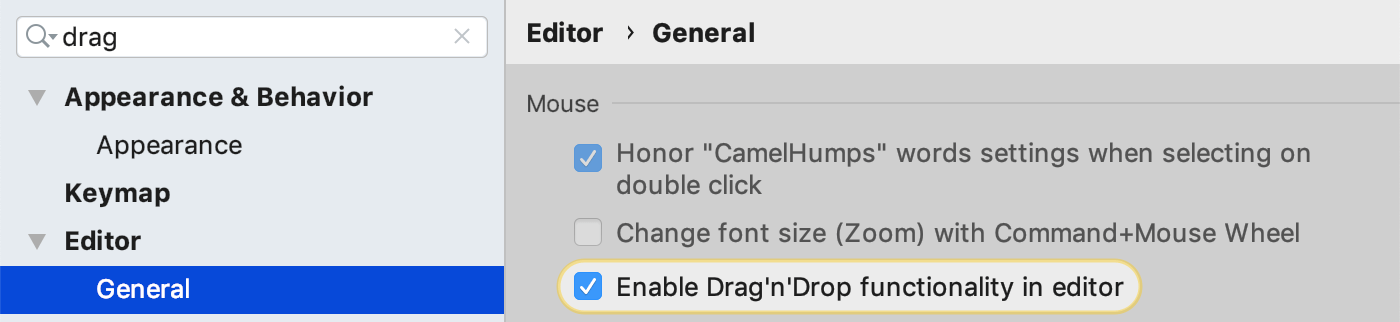 drag
Appearance & Behavior
Appearance
Keymap
Editor
General
Editor › General
Mouse
Honor "CamelHumps" words settings when selecting on
double click
Change font size (Zoom) with Command+Mouse Wheel
Enable Drag'n'Drop functionality in editor